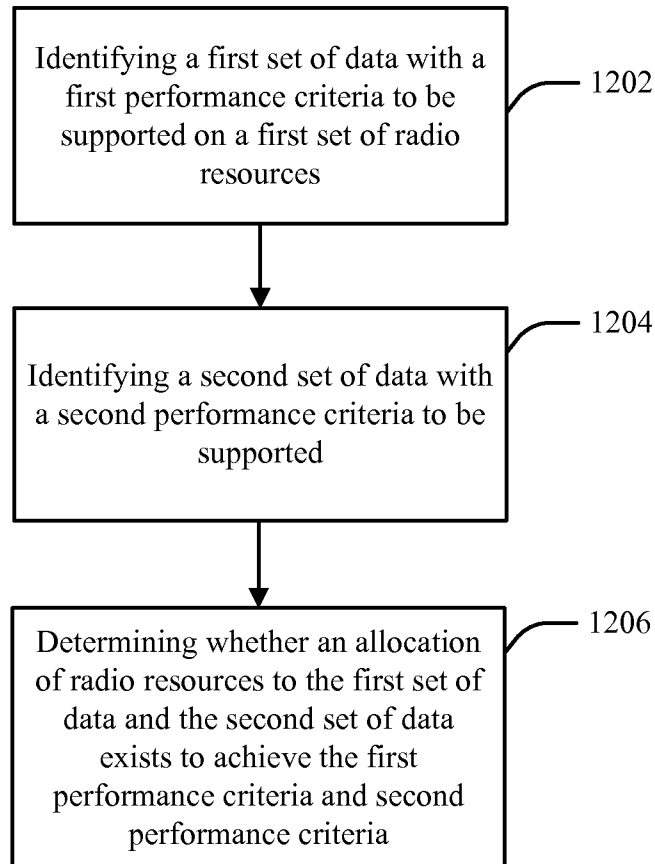 Identifying a first set of data with a
first performance criteria to be
supported on a first set of radio
resources
1202
Identifying a second set of data with
a second performance criteria to be
supported
1204
Determining whether an allocation
of radio resources to the first set of
data and the second set of data
exists to achieve the first
performance criteria and second
performance criteria
1206